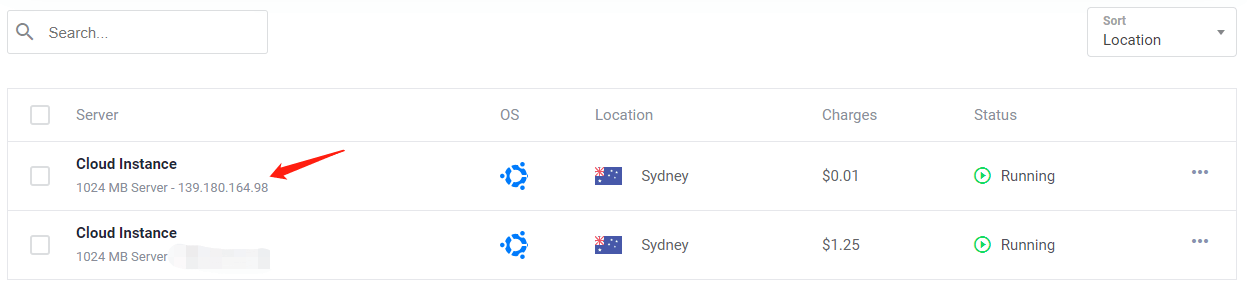 Search...
Sort
Location
Server OS Location Charges Status
Cloud Instance
1024 MB Server - 139.180.164.98
Sydney $0.01 Running
Cloud Instance
1024 MB Server
Sydney $1.25 Running